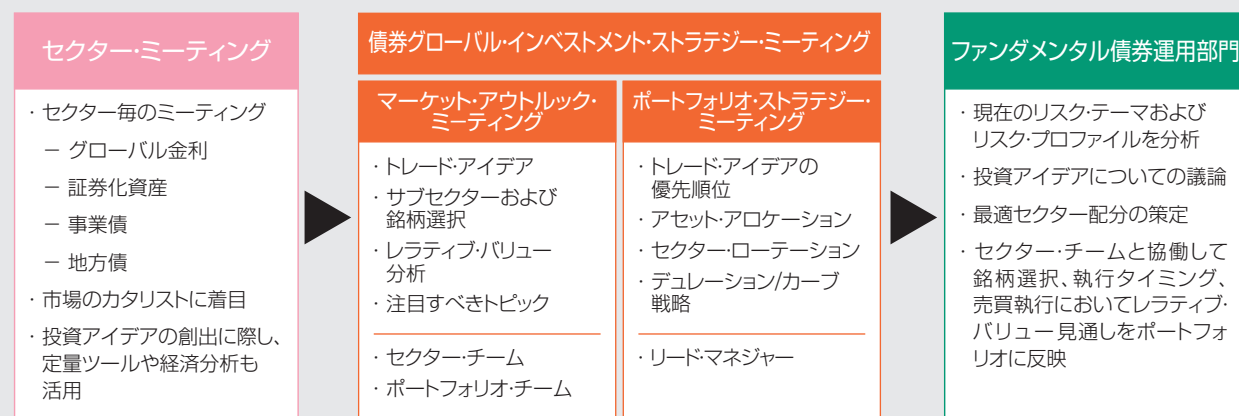 セクター・ミーティング
・セクター毎のミーティング
－ グローバル金利
－ 証券化資産
－ 事業債
－ 地方債
・市場のカタリストに着目
・投資アイデアの創出に際し、
定量ツールや経済分析も
活用
債券グローバル・インベストメント・ストラテジー・ミーティング
マーケット・アウトルック・
ミーティング
・トレード・アイデア
・サブセクターおよび
銘柄選択
・レラティブ・バリュー
分析
・注目すべきトピック
・セクター・チーム
・ポートフォリオ・チーム
ポートフォリオ・ストラテジー・
ミーティング
・トレード・アイデアの
優先順位
・アセット・アロケーション
・セクター・ローテーション
・デュレーション/カーブ
戦略
・リード・マネジャー
ファンダメンタル債券運用部門
・現在のリスク・テーマおよび
リスク・プロファイルを分析
・投資アイデアについての議論
・最適セクター配分の策定
・セクター・チームと協働して
銘柄選択、執行タイミング、
売買執行においてレラティブ・
バリュー見通しをポートフォ
リオに反映